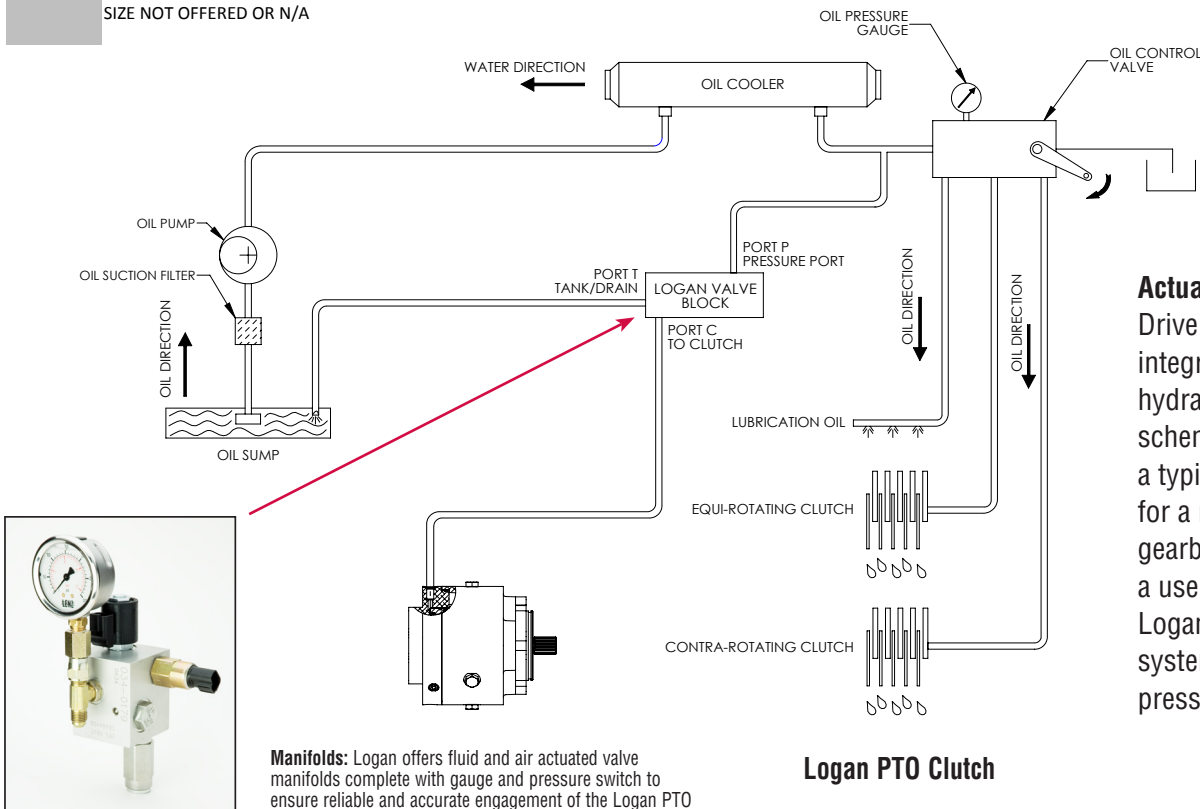 SIZE NOT OFFERED OR N/A
OIL PRESSURE
GAUGE
OIL CONTROL
VALVE
WATER DIRECTION
OIL COOLER
OIL PUMP
OIL SUCTION FILTER
OIL DIRECTION
OIL SUMP
PORT T
TANK/DRAIN
PORT P
PRESSURE PORT
LOGAN VALVE
BLOCK
PORT C
TO CLUTCH
OIL DIRECTION
OIL DIRECTION
LUBRICATION OIL
EQUI-ROTATING CLUTCH
CONTRA-ROTATING CLUTCH
Actua
Drive
integr
hydra
schen
a typi
for a
gearb
a use
Logan
syste
press
LENZ
Manifolds: Logan offers fluid and air actuated valve
manifolds complete with gauge and pressure switch to
ensure reliable and accurate engagement of the Logan PTO
Logan PTO Clutch